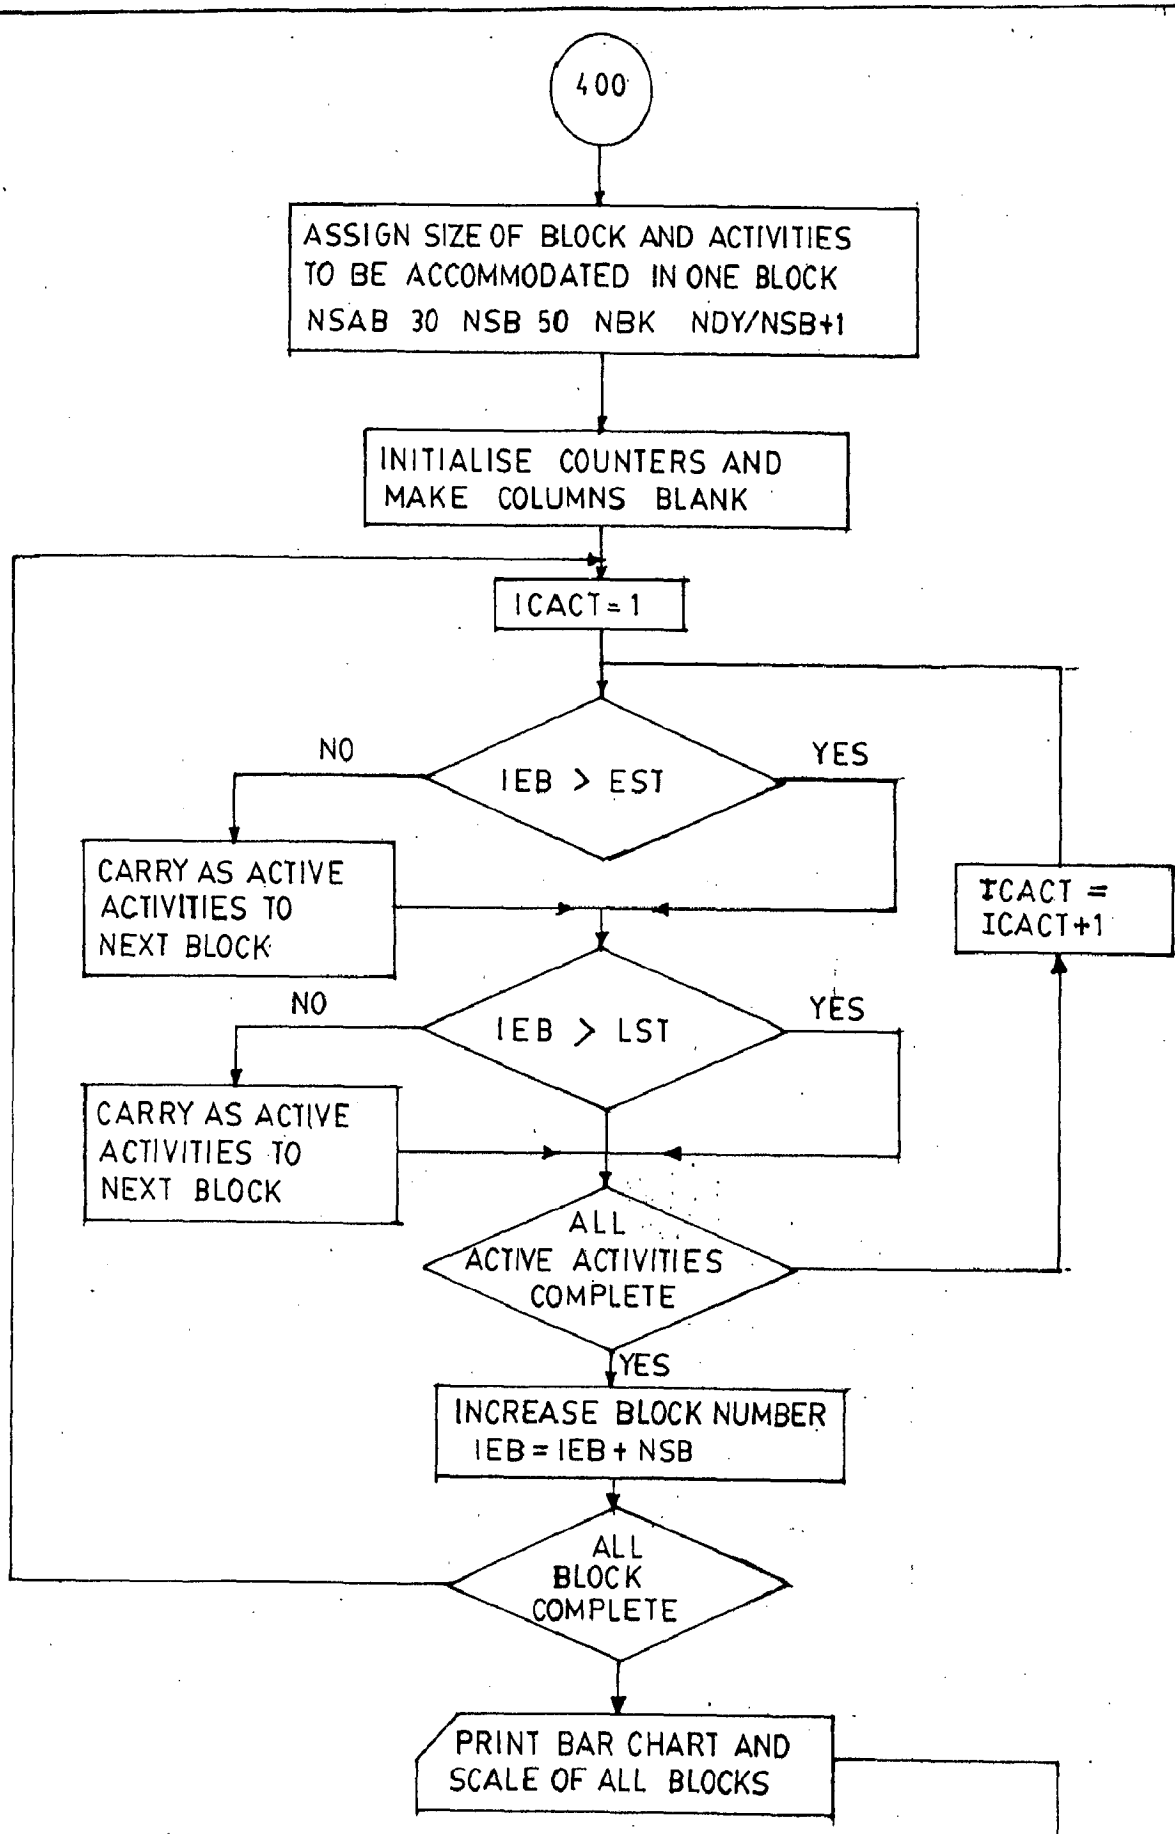 400
ASSIGN SIZE OF BLOCK AND ACTIVITIES
TO BE ACCOMMODATED IN ONE BLOCK
NSAB 30 NSB 50 NBK NDY/NSB+1
INITIALISE COUNTERS AND
MAKE COLUMNS BLANK
ICACT = 1
NO
YES
IEB > EST
CARRY AS ACTIVE
ACTIVITIES TO
NEXT BLOCK
ICACT =
ICACT+1
NO
YES
IEB > LST
CARRY AS ACTIVE
ACTIVITIES TO
NEXT BLOCK
ALL
ACTIVE ACTIVITIES
COMPLETE
YES
INCREASE BLOCK NUMBER
IEB = IEB + NSB
ALL
BLOCK
COMPLETE
PRINT BAR CHART AND
SCALE OF ALL BLOCKS